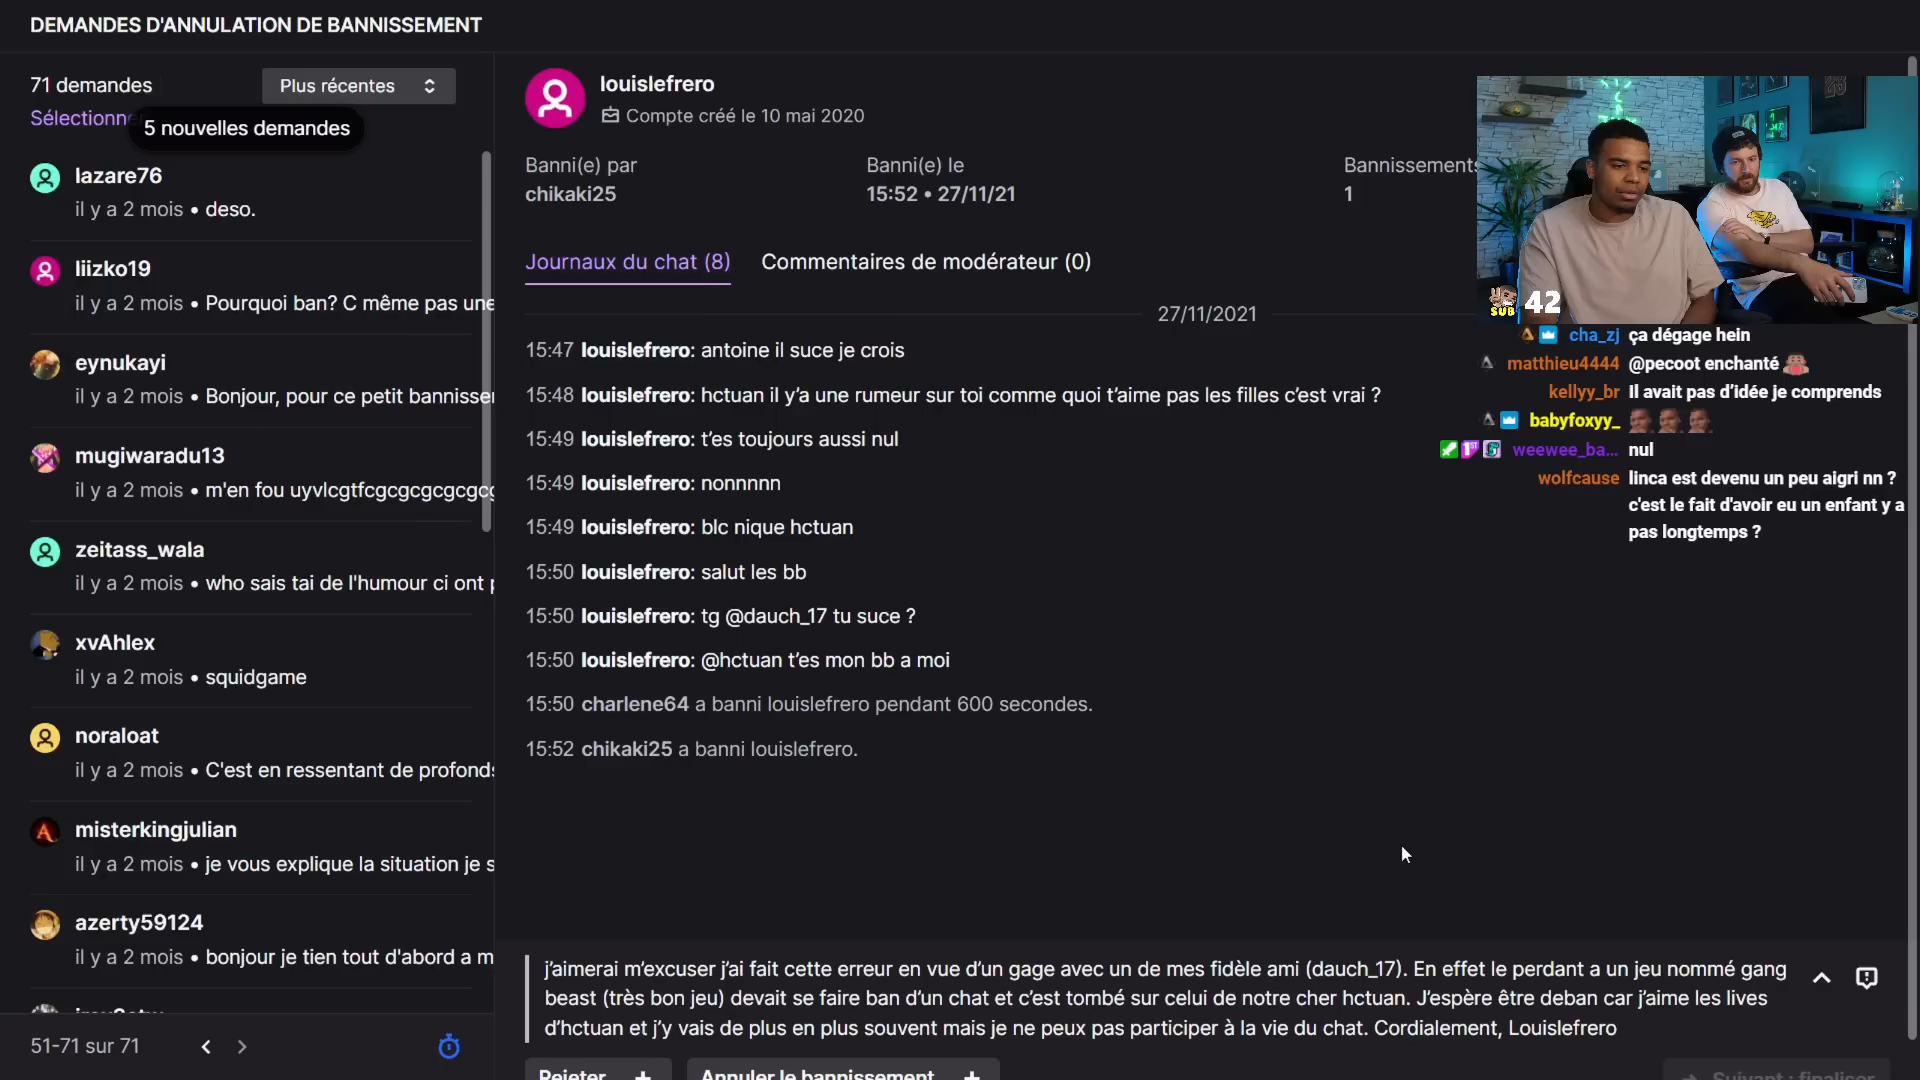 DEMANDES D'ANNULATION DE BANNISSEMENT
71 demandes
Plus récentes
Sélectionne
5 nouvelles demandes
lazare76
il y a 2 mois • deso.
liizko19
il y a 2 mois • Pourquoi ban? C même pas une
eynukayi
il y a 2 mois • Bonjour, pour ce petit bannisse
mugiwaradu13
il y a 2 mois • m'en fou uyvlcgtfcgcgcgcgcgc
zeitass_wala
il y a 2 mois • who sais tai de l'humour ci ont
xvAhlex
il y a 2 mois • squidgame
noraloat
il y a 2 mois • C'est en ressentant de profonds
misterkingjulian
il y a 2 mois • je vous explique la situation je s
azerty59124
il y a 2 mois • bonjour je tien tout d'abord a m
51-71 sur 71
louislefrero
Compte créé le 10 mai 2020
Banni(e) par
chikaki25
Banni(e) le
15:52 • 27/11/21
Bannissements
1
Journaux du chat (8)
Commentaires de modérateur (0)
27/11/2021
15:47 louislefrero: antoine il suce je crois
15:48 louislefrero: hctuan il y'a une rumeur sur toi comme quoi t'aime pas les filles c'est vrai ?
15:49 louislefrero: t'es toujours aussi nul
15:49 louislefrero: nonnnnn
15:49 louislefrero: blc nique hctuan
15:50 louislefrero: salut les bb
15:50 louislefrero: tg @dauch_17 tu suce ?
15:50 louislefrero: @hctuan t'es mon bb a moi
15:50 charlene64 a banni louislefrero pendant 600 secondes.
15:52 chikaki25 a banni louislefrero.
j'aimerai m'excuser j'ai fait cette erreur en vue d'un gage avec un de mes fidèle ami (dauch_17). En effet le perdant a un jeu nommé gang
beast (très bon jeu) devait se faire ban d'un chat et c'est tombé sur celui de notre cher hctuan. J'espère être deban car j'aime les lives
d'hctuan et j'y vais de plus en plus souvent mais je ne peux pas participer à la vie du chat. Cordialement, Louislefrero
Rejeter
Annuler le bannissement
Suivant : finaliser
SUB 42
cha_zj ça dégage hein
matthieu4444 @pecoot enchanté
kellyy_br Il avait pas d'idée je comprends
babyfoxyy_
weewee_ba... nul
wolfcause linca est devenu un peu aigri nn ?
c'est le fait d'avoir eu un enfant y a
pas longtemps ?